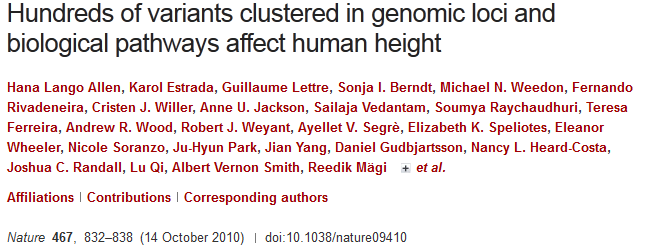 Hundreds of variants clustered in genomic loci and
biological pathways affect human height
Hana Lango Allen, Karol Estrada, Guillaume Lettre, Sonja I. Berndt, Michael N. Weedon, Fernando
Rivadeneira, Cristen J. Willer, Anne U. Jackson, Sailaja Vedantam, Soumya Raychaudhuri, Teresa
Ferreira, Andrew R. Wood, Robert J. Weyant, Ayellet V. Segrè, Elizabeth K. Speliotes, Eleanor
Wheeler, Nicole Soranzo, Ju-Hyun Park, Jian Yang, Daniel Gudbjartsson, Nancy L. Heard-Costa,
Joshua C. Randall, Lu Qi, Albert Vernon Smith, Reedik Mägi + et al.
Affiliations | Contributions | Corresponding authors
Nature 467, 832–838 (14 October 2010) | doi:10.1038/nature09410